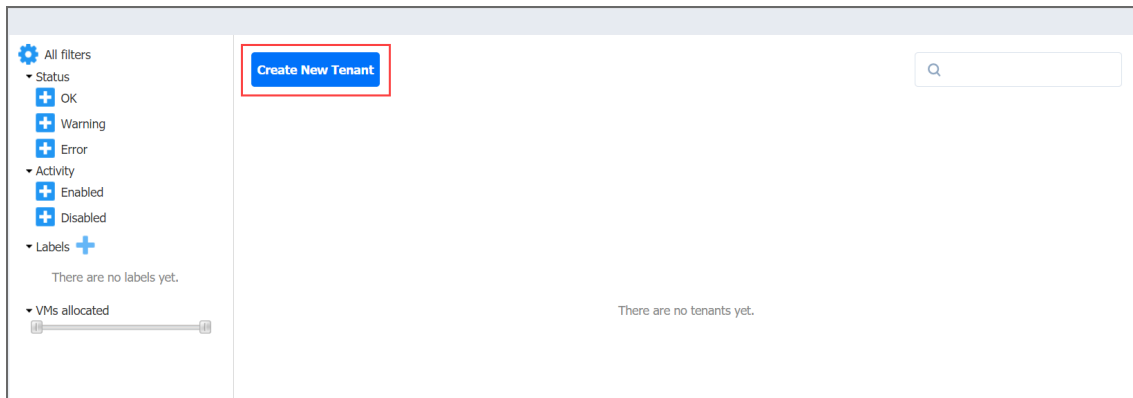 All filters
Status
OK
Warning
Error
Activity
Enabled
Disabled
Labels
There are no labels yet.
VMs allocated
Create New Tenant
There are no tenants yet.